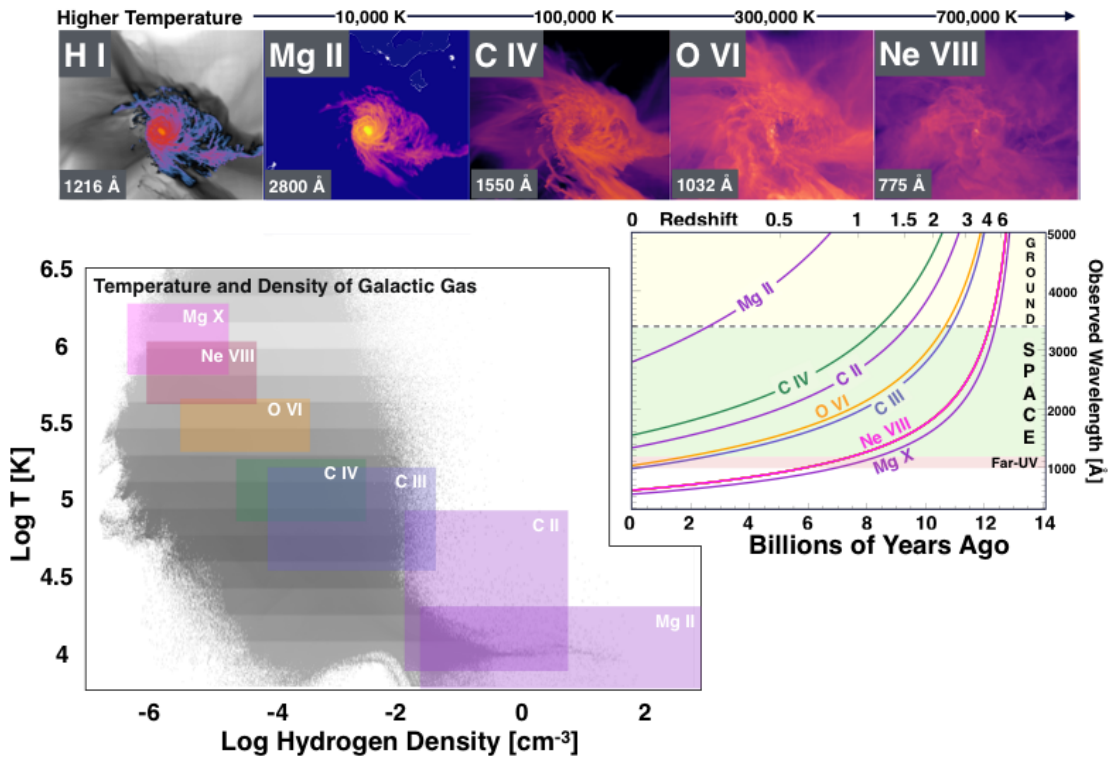 Higher Temperature 10,000 K 100,000 K 300,000 K 700,000 K
H I Mg II C IV O VI Ne VIII
1216 Å 2800 Å 1550 Å 1032 Å 775 Å
0 Redshift 0.5 1 1.5 2 3 4 6
Temperature and Density of Galactic Gas
6.5
6
5.5
5
4.5
4
Log T [K]
Mg X
Ne VIII
O VI
C IV
C III
C II
Mg II
-6 -4 -2 0 2
Log Hydrogen Density [cm-3]
5000
4000
3000
2000
1000
Observed Wavelength [Å]
GROUND
SPACE
Far-UV
Mg II
C IV
C II
O VI
C III
Ne VIII
Mg X
0 2 4 6 8 10 12 14
Billions of Years Ago